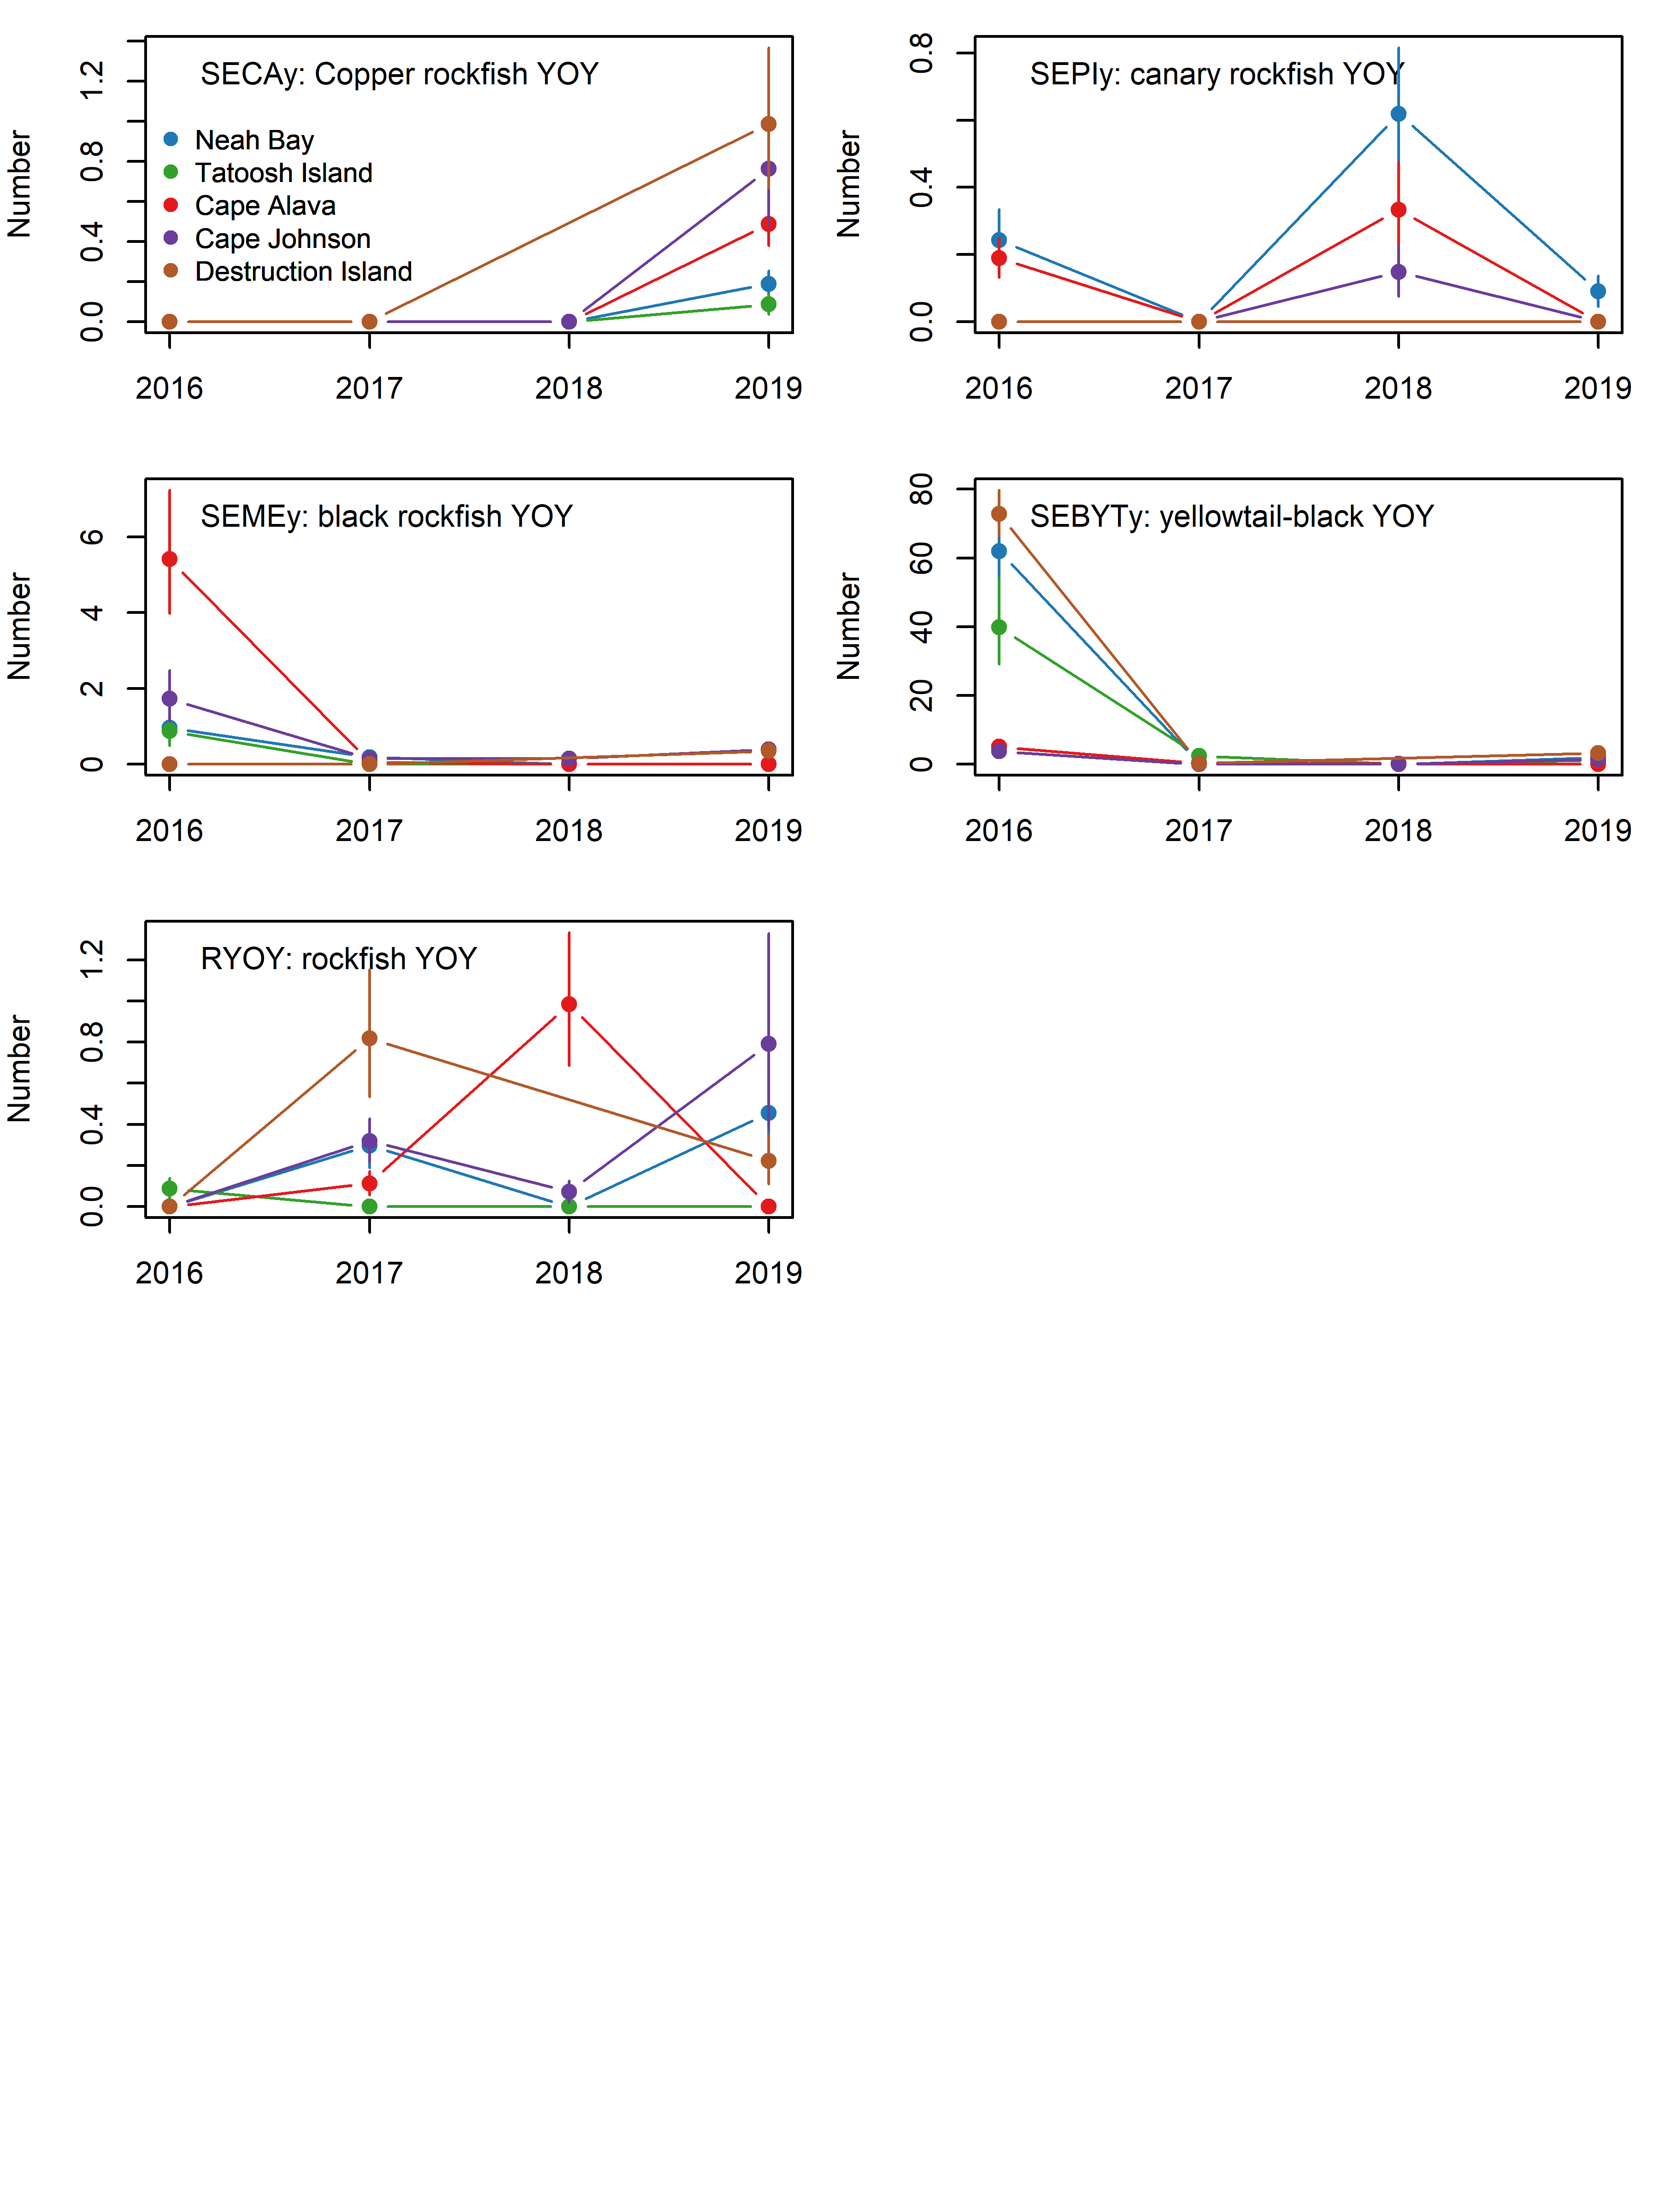 SECAy: Copper rockfish YOY
Number
0.0 0.4 0.8 1.2
Neah Bay
Tatoosh Island
Cape Alava
Cape Johnson
Destruction Island
2016 2017 2018 2019
SEPIy: canary rockfish YOY
Number
0.0 0.4 0.8
2016 2017 2018 2019
SEMEy: black rockfish YOY
Number
0 2 4 6
2016 2017 2018 2019
SEBYTy: yellowtail-black YOY
Number
0 20 40 60 80
2016 2017 2018 2019
RYOY: rockfish YOY
Number
0.0 0.4 0.8 1.2
2016 2017 2018 2019